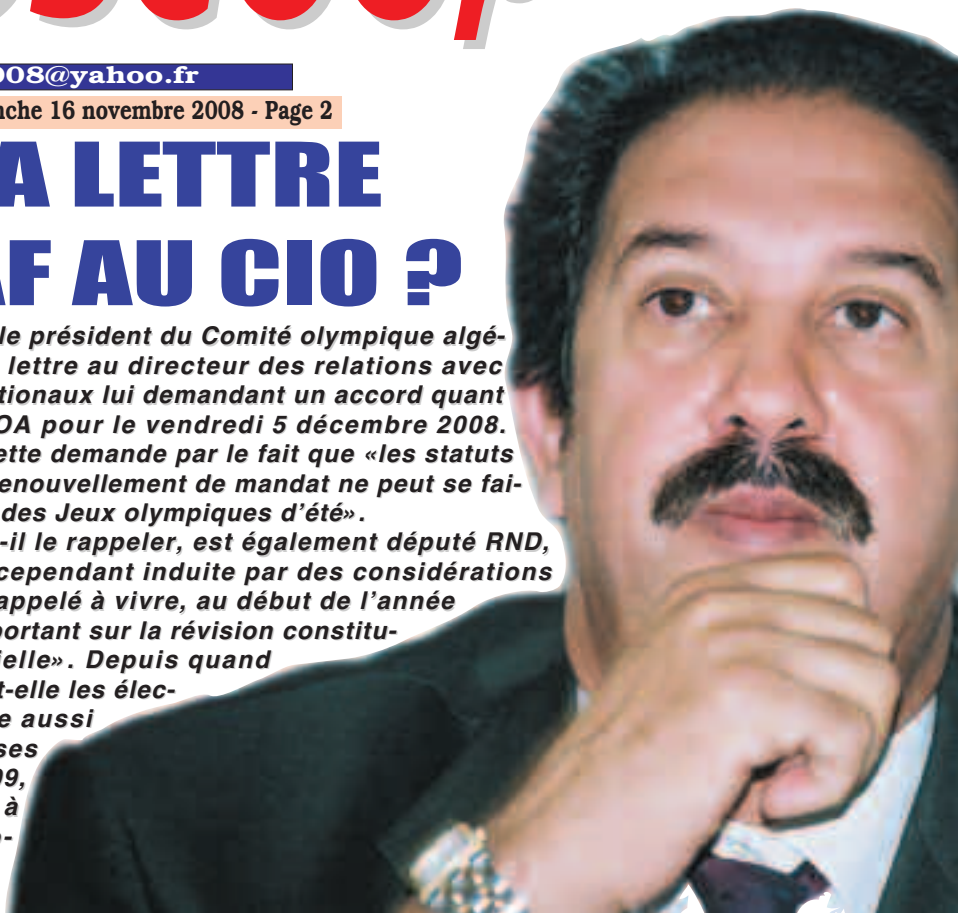 008@yahoo.fr
nche 16 novembre 2008 - Page 2
A LETTRE
AF AU CIO ?
le président du Comité olympique algé-
lettre au directeur des relations avec
tionaux lui demandant un accord quant
OA pour le vendredi 5 décembre 2008.
ette demande par le fait que «les statuts
enouvellement de mandat ne peut se fai-
des Jeux olympiques d'été».
-il le rappeler, est également député RND,
cependant induite par des considérations
appelé à vivre, au début de l'année
portant sur la révision constitu-
ielle». Depuis quand
t-elle les élec-
e aussi
ses
09,
à
-